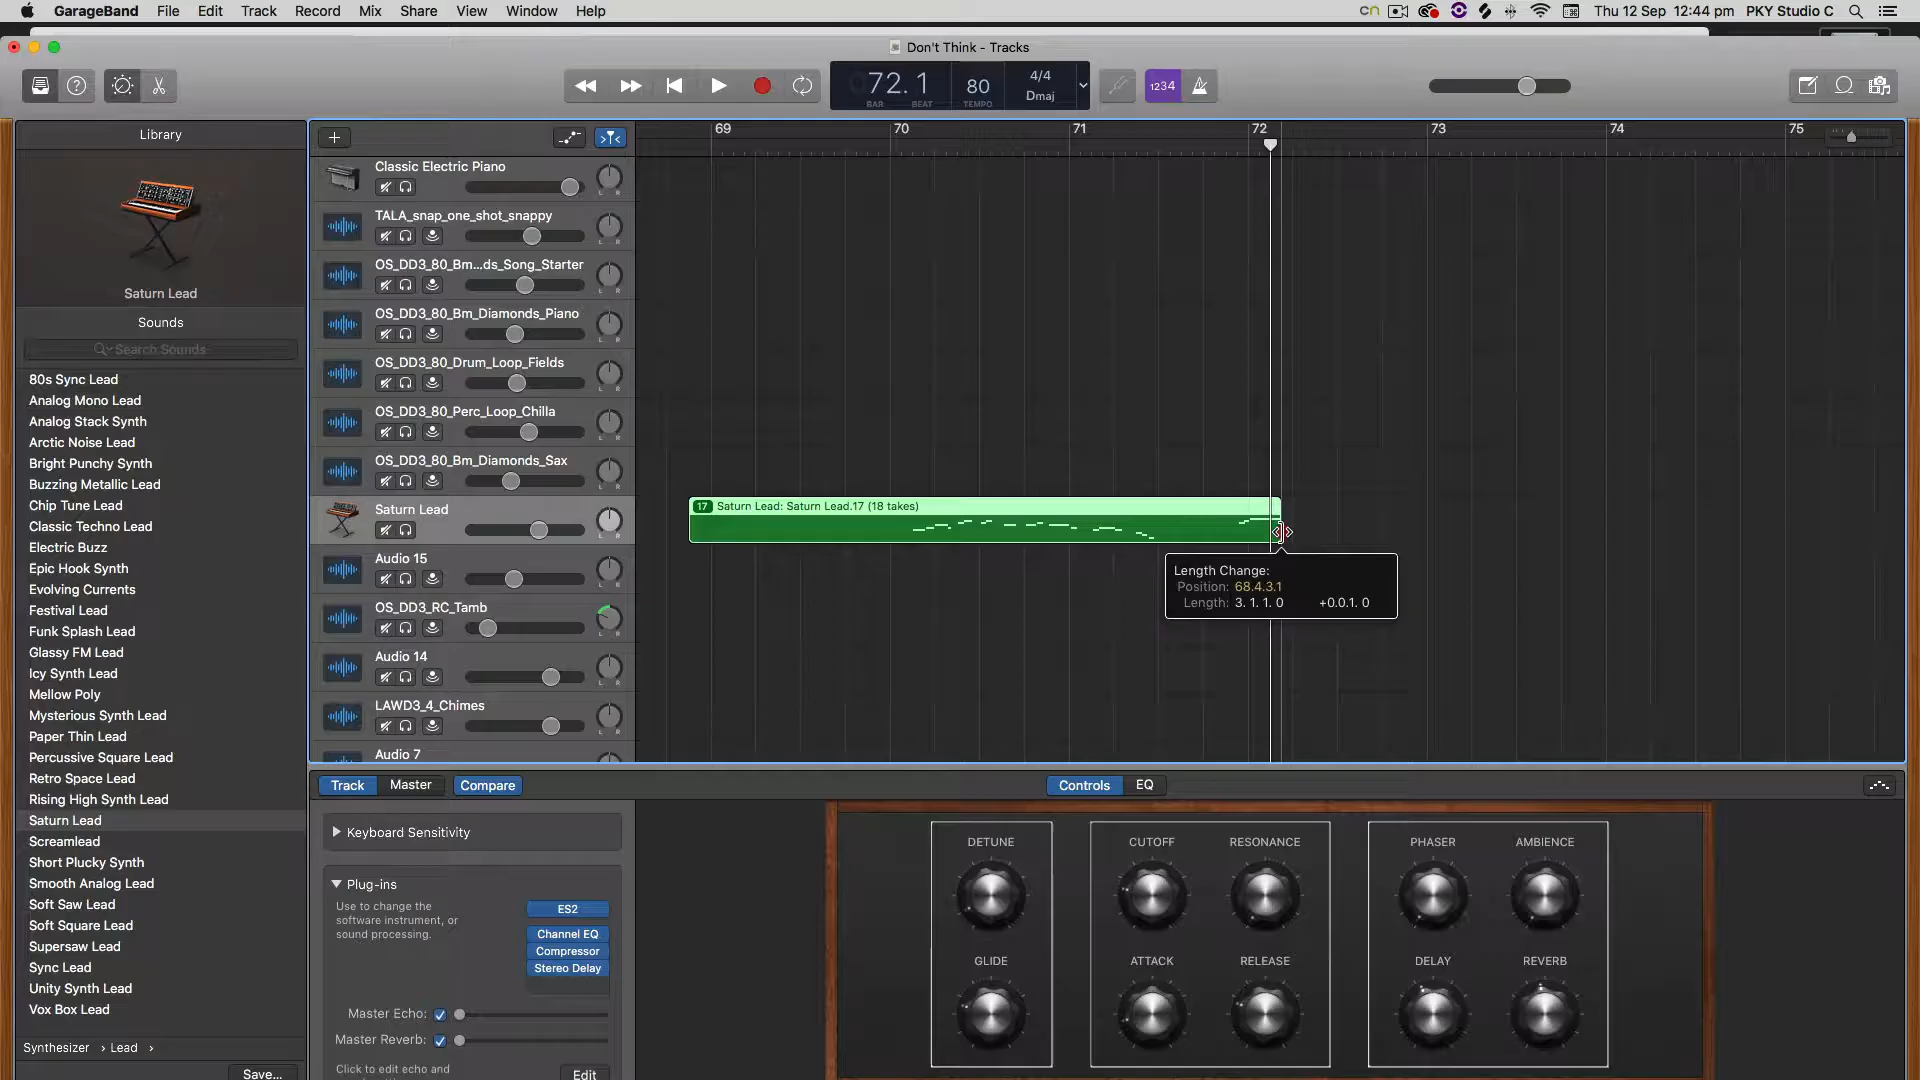 GarageBand File Edit Track Record Mix Share View Window Help Thu 12 Sep 12:44 pm PKY Studio C
Don't Think - Tracks
72.1 80 4/4 Dmaj
BAR BEAT TEMPO
1234
Library
69 70 71 72 73 74 75
Saturn Lead
Sounds
Search Sounds
80s Sync Lead
Analog Mono Lead
Analog Stack Synth
Arctic Noise Lead
Bright Punchy Synth
Buzzing Metallic Lead
Chip Tune Lead
Classic Techno Lead
Electric Buzz
Epic Hook Synth
Evolving Currents
Festival Lead
Funk Splash Lead
Glassy FM Lead
Icy Synth Lead
Mellow Poly
Mysterious Synth Lead
Paper Thin Lead
Percussive Square Lead
Retro Space Lead
Rising High Synth Lead
Saturn Lead
Screamlead
Short Plucky Synth
Smooth Analog Lead
Soft Saw Lead
Soft Square Lead
Supersaw Lead
Sync Lead
Unity Synth Lead
Vox Box Lead
Synthesizer > Lead >
Save...
Classic Electric Piano
L R
TALA_snap_one_shot_snappy
L R
OS_DD3_80_Bm...ds_Song_Starter
L R
OS_DD3_80_Bm_Diamonds_Piano
L R
OS_DD3_80_Drum_Loop_Fields
L R
OS_DD3_80_Perc_Loop_Chilla
L R
OS_DD3_80_Bm_Diamonds_Sax
L R
Saturn Lead
L R
Audio 15
L R
OS_DD3_RC_Tamb
L R
Audio 14
L R
LAWD3_4_Chimes
L R
Audio 7
17 Saturn Lead: Saturn Lead.17 (18 takes)
Length Change:
Position: 68.4.3.1
Length: 3. 1. 1. 0 +0.0.1. 0
Track Master Compare
Controls EQ
Keyboard Sensitivity
Plug-ins
Use to change the
software instrument, or
sound processing.
ES2
Channel EQ
Compressor
Stereo Delay
Master Echo:
Master Reverb:
Click to edit echo and
Edit
DETUNE CUTOFF RESONANCE PHASER AMBIENCE
GLIDE ATTACK RELEASE DELAY REVERB